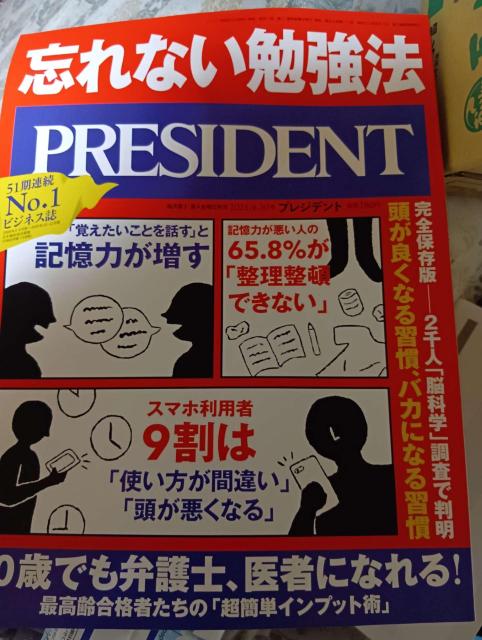 忘れない勉強法
PRESIDENT
51期連続
No.1
ビジネス誌
プレジデント
「覚えたいことを話す」と
記憶力が増す
記憶力が悪い人の
65.8%が
「整理整頓
できない」
完全保存版──2千人「脳科学」調査で判明
頭が良くなる習慣、バカになる習慣
スマホ利用者
9割は
「使い方が間違い」
「頭が悪くなる」
0歳でも弁護士、医者になれる!
最高齢合格者たちの「超簡単インプット術」